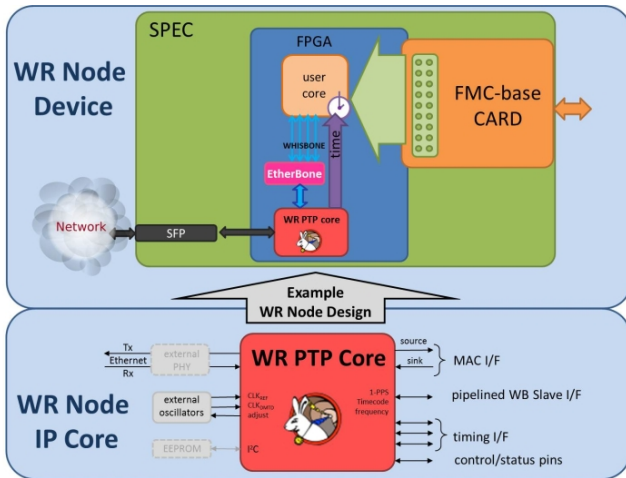 WR Node
Device
SPEC
FPGA
user
core
FMC-base
CARD
WHISBONE
time
EtherBone
Network
SFP
WR PTP core
Example
WR Node Design
WR Node
IP Core
Tx
Ethernet
Rx
external
PHY
WR PTP Core
source
sink
MAC I/F
external
oscillators
CLKREF
CLKDMTD
adjust
1-PPS
Timecode
frequency
pipelined WB Slave I/F
timing I/F
EEPROM
I²C
control/status pins